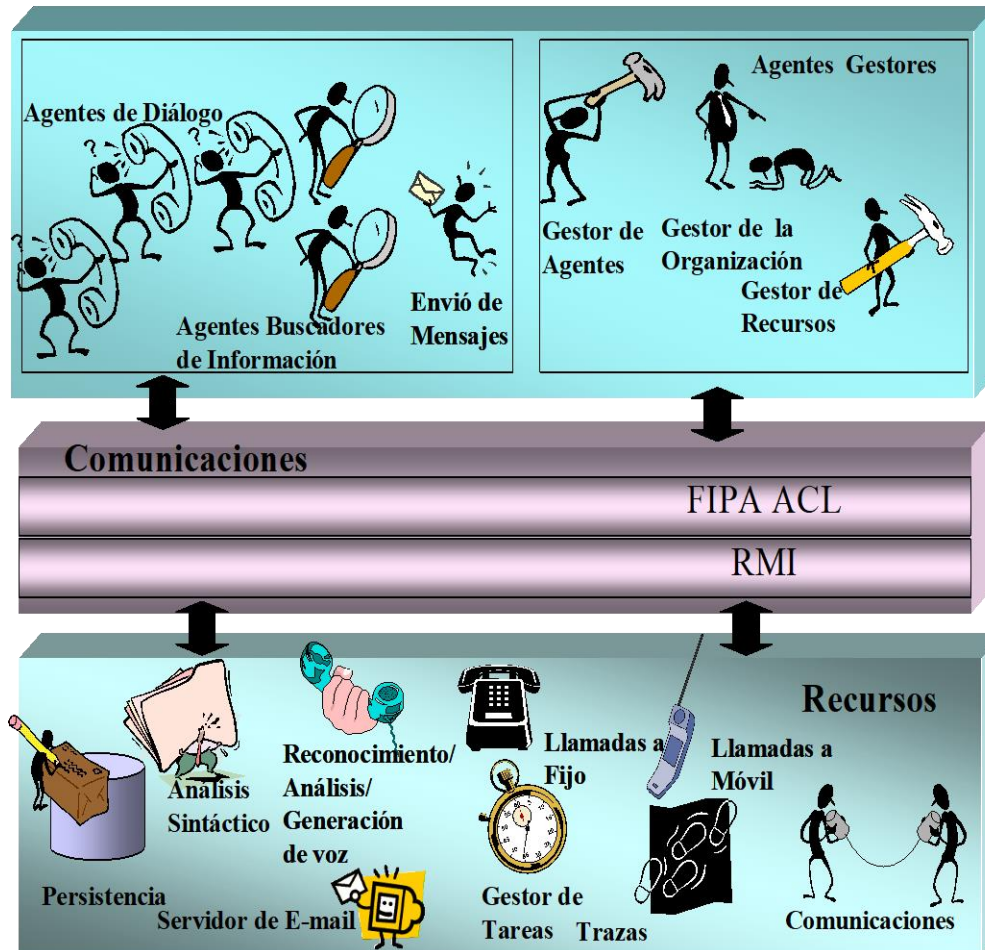 Agentes de Diálogo
Agentes Buscadores
de Información
Envió de
Mensajes
Agentes Gestores
Gestor de
Agentes
Gestor de la
Organización
Gestor de
Recursos
Comunicaciones
FIPA ACL
RMI
Recursos
Persistencia
Análisis
Sintáctico
Reconocimiento/
Análisis/
Generación
de voz
Servidor de E-mail
Llamadas a
Fijo
Gestor de
Tareas
Trazas
Llamadas a
Móvil
Comunicaciones